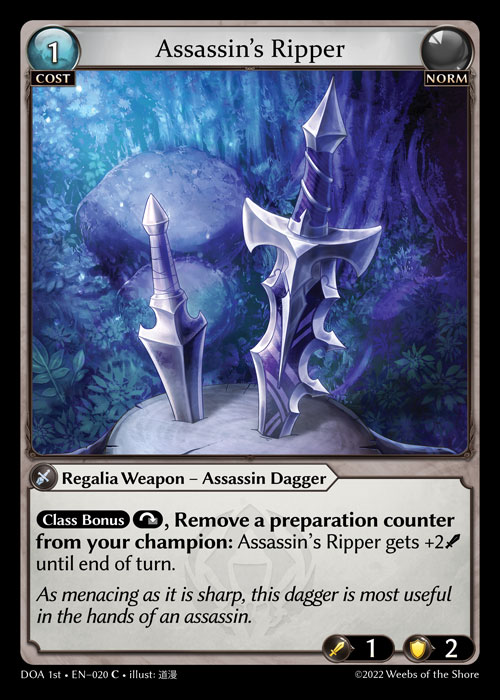 1 Assassin's Ripper
COST NORM
Regalia Weapon – Assassin Dagger
Class Bonus , Remove a preparation counter
from your champion: Assassin's Ripper gets +2
until end of turn.
As menacing as it is sharp, this dagger is most useful
in the hands of an assassin.
1 2
DOA 1st • EN–020 C • illust: 道漫 ©2022 Weebs of the Shore